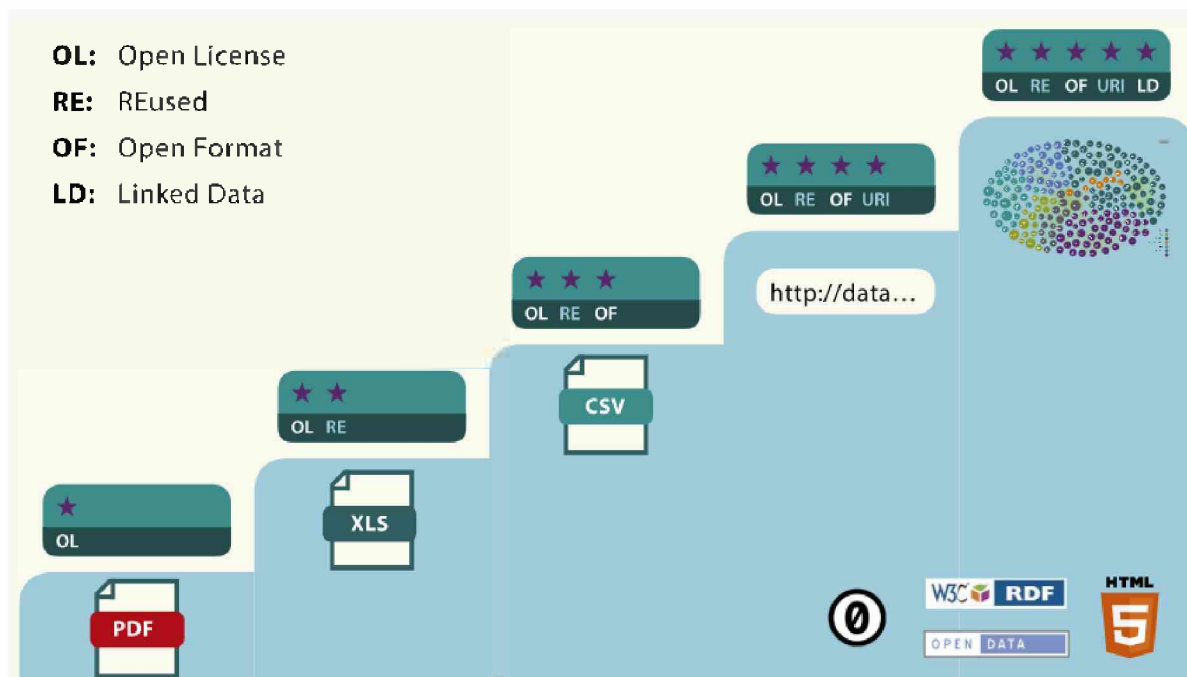 OL: Open License
RE: REused
OF: Open Format
LD: Linked Data
OL RE OF URI LD
OL RE OF URI
http://data...
OL RE OF
CSV
OL RE
XLS
OL
PDF
0
W3C RDF
OPEN DATA
HTML
5